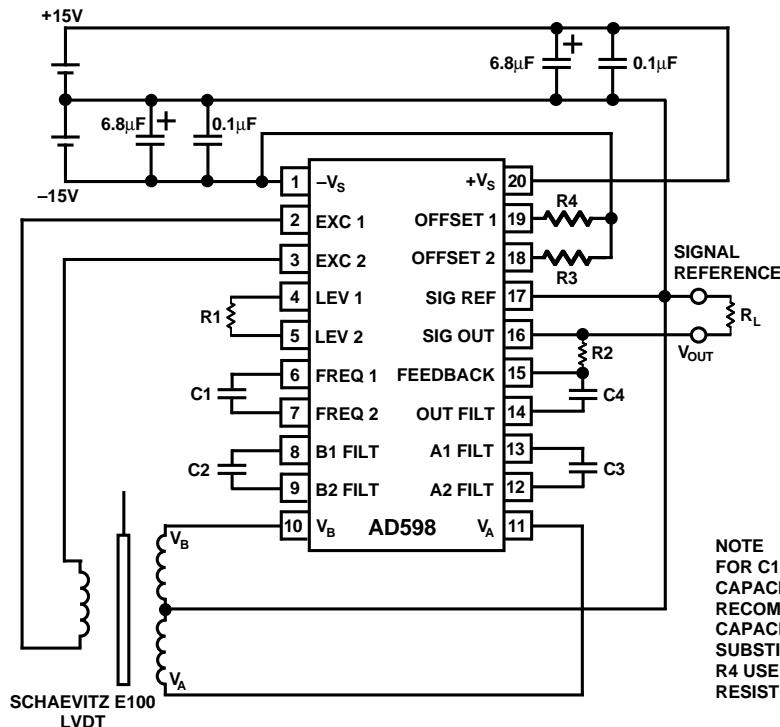 +15V
6.8µF
+
0.1µF
6.8µF
+
0.1µF
–15V
1 –VS
+VS 20
2 EXC 1
OFFSET 1 19
R4
3 EXC 2
OFFSET 2 18
R3
SIGNAL
REFERENCE
4 LEV 1
SIG REF 17
R1
RL
5 LEV 2
SIG OUT 16
R2
VOUT
6 FREQ 1
FEEDBACK 15
C1
C4
7 FREQ 2
OUT FILT 14
8 B1 FILT
A1 FILT 13
C2
C3
9 B2 FILT
A2 FILT 12
10 VB
AD598
VA 11
VB
VA
SCHAEVITZ E100
LVDT
NOTE
FOR C1
CAPAC
RECOM
CAPAC
SUBSTI
R4 USE
RESIST